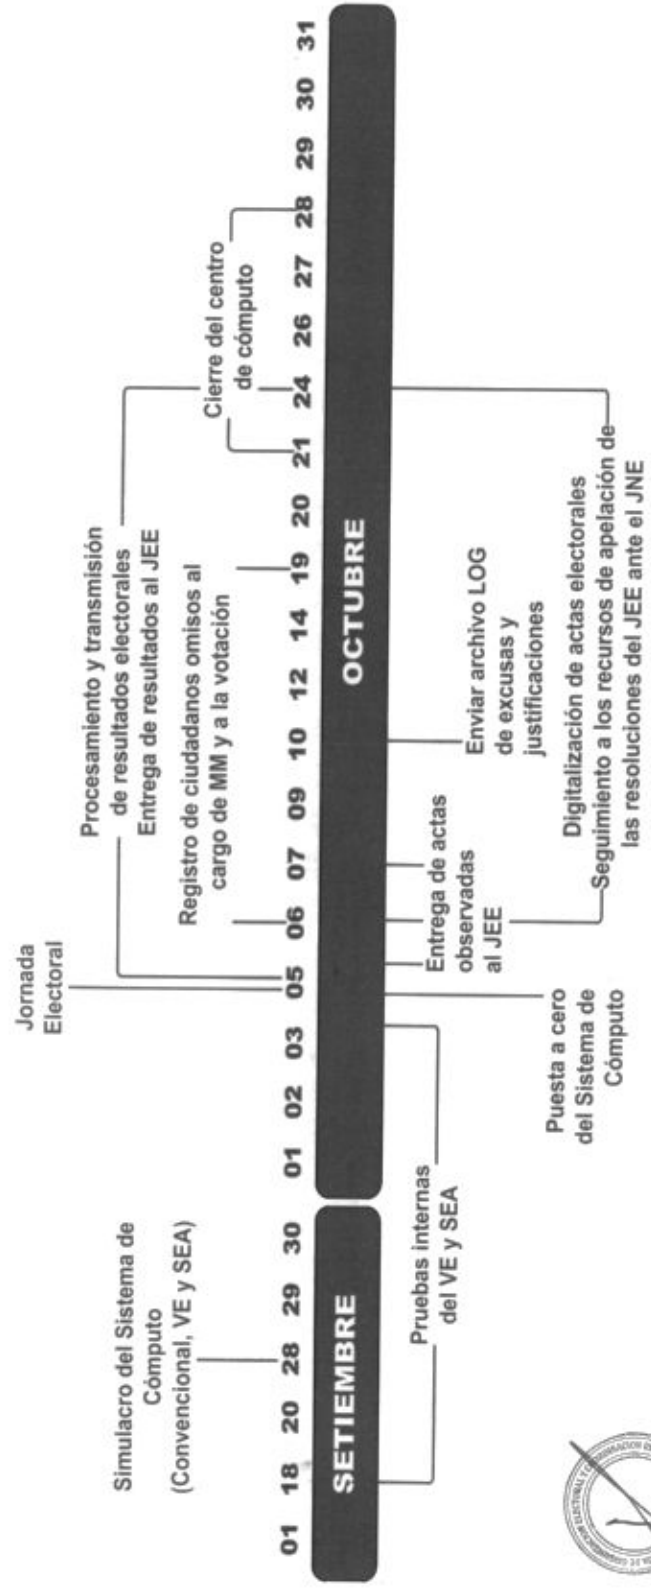 Simulacro del Sistema de
Cómputo
(Convencional, VE y SEA)
Jornada
Electoral
Procesamiento y transmisión
de resultados electorales
Entrega de resultados al JEE
Registro de ciudadanos omisos al
cargo de MM y a la votación
Cierre del centro
de cómputo
01 18 20 28 29 30 01 02 03 05 06 07 09 10 12 14 19 20 21 24 26 27 28 29 30 31
SETIEMBRE
OCTUBRE
Pruebas internas
del VE y SEA
Puesta a cero
del Sistema de
Cómputo
Entrega de actas
observadas
al JEE
Enviar archivo LOG
de excusas y
justificaciones
Digitalización de actas electorales
Seguimiento a los recursos de apelación de
las resoluciones del JEE ante el JNE